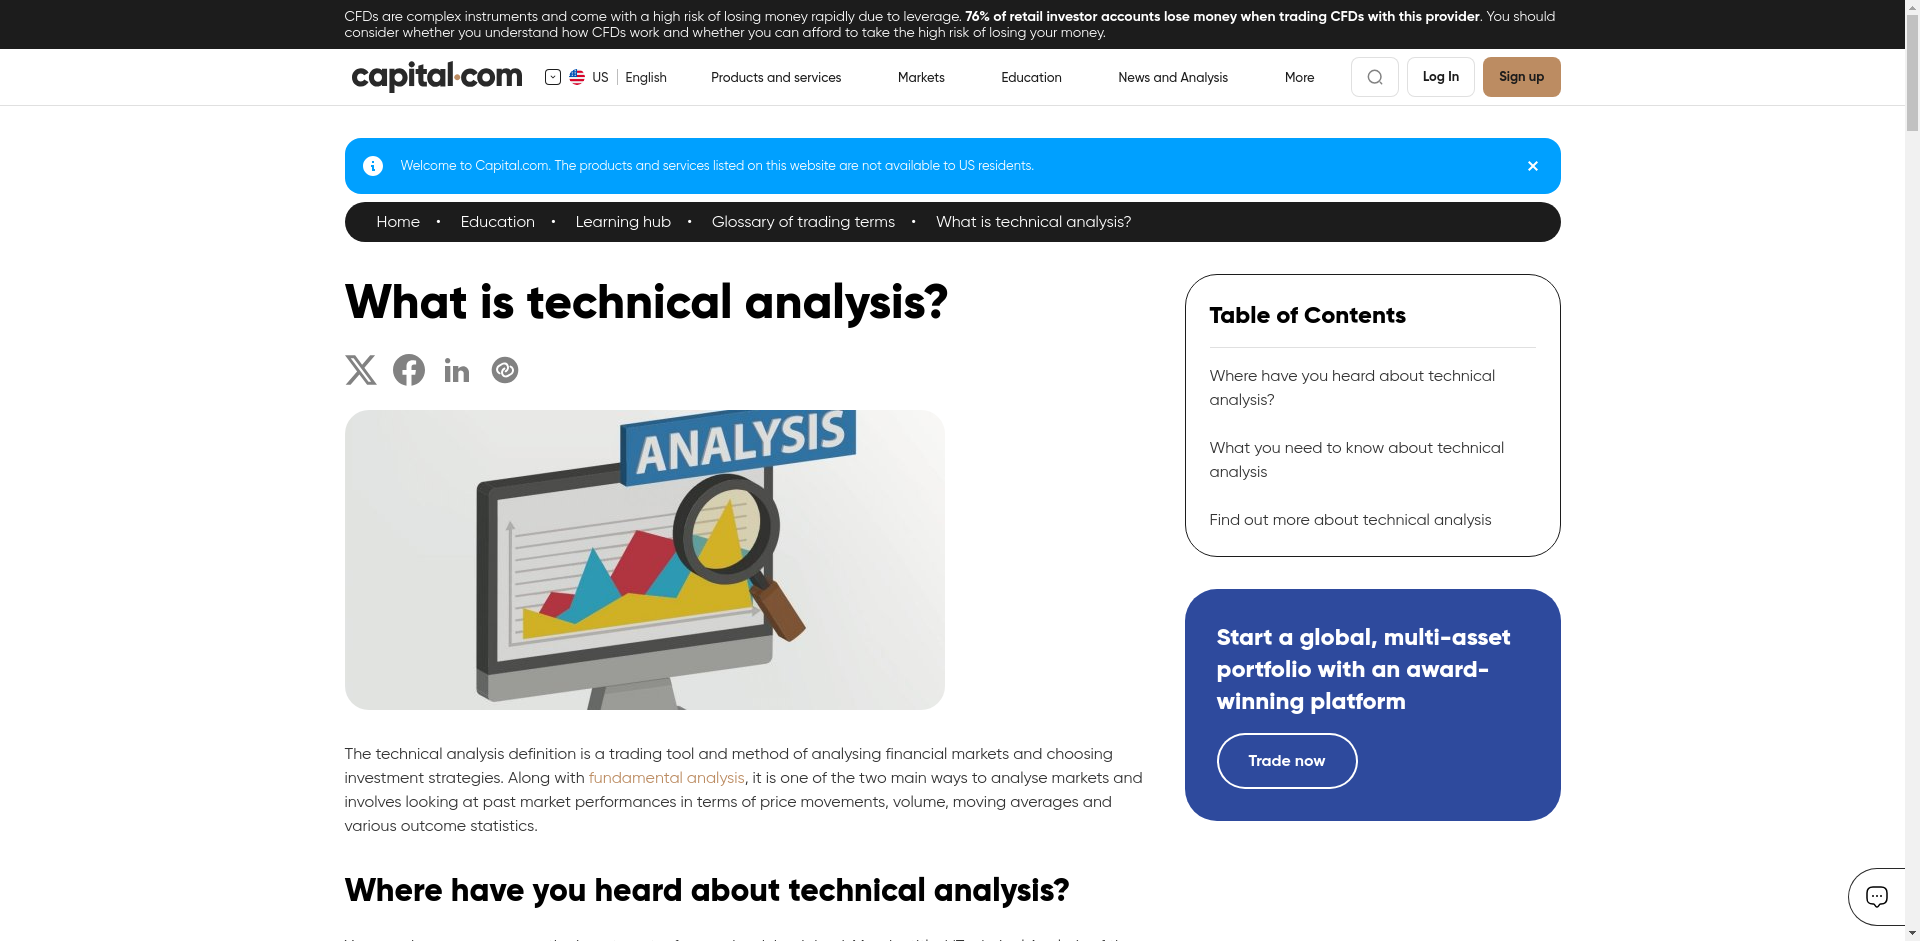 CFDs are complex instruments and come with a high risk of losing money rapidly due to leverage. 76% of retail investor accounts lose money when trading CFDs with this provider. You should
consider whether you understand how CFDs work and whether you can afford to take the high risk of losing your money.
capital.com
US English
Products and services
Markets
Education
News and Analysis
More
Log In
Sign up
Welcome to Capital.com. The products and services listed on this website are not available to US residents.
Home • Education • Learning hub • Glossary of trading terms • What is technical analysis?
What is technical analysis?
ANALYSIS
The technical analysis definition is a trading tool and method of analysing financial markets and choosing
investment strategies. Along with fundamental analysis, it is one of the two main ways to analyse markets and
involves looking at past market performances in terms of price movements, volume, moving averages and
various outcome statistics.
Where have you heard about technical analysis?
Table of Contents
Where have you heard about technical
analysis?
What you need to know about technical
analysis
Find out more about technical analysis
Start a global, multi-asset
portfolio with an award-
winning platform
Trade now